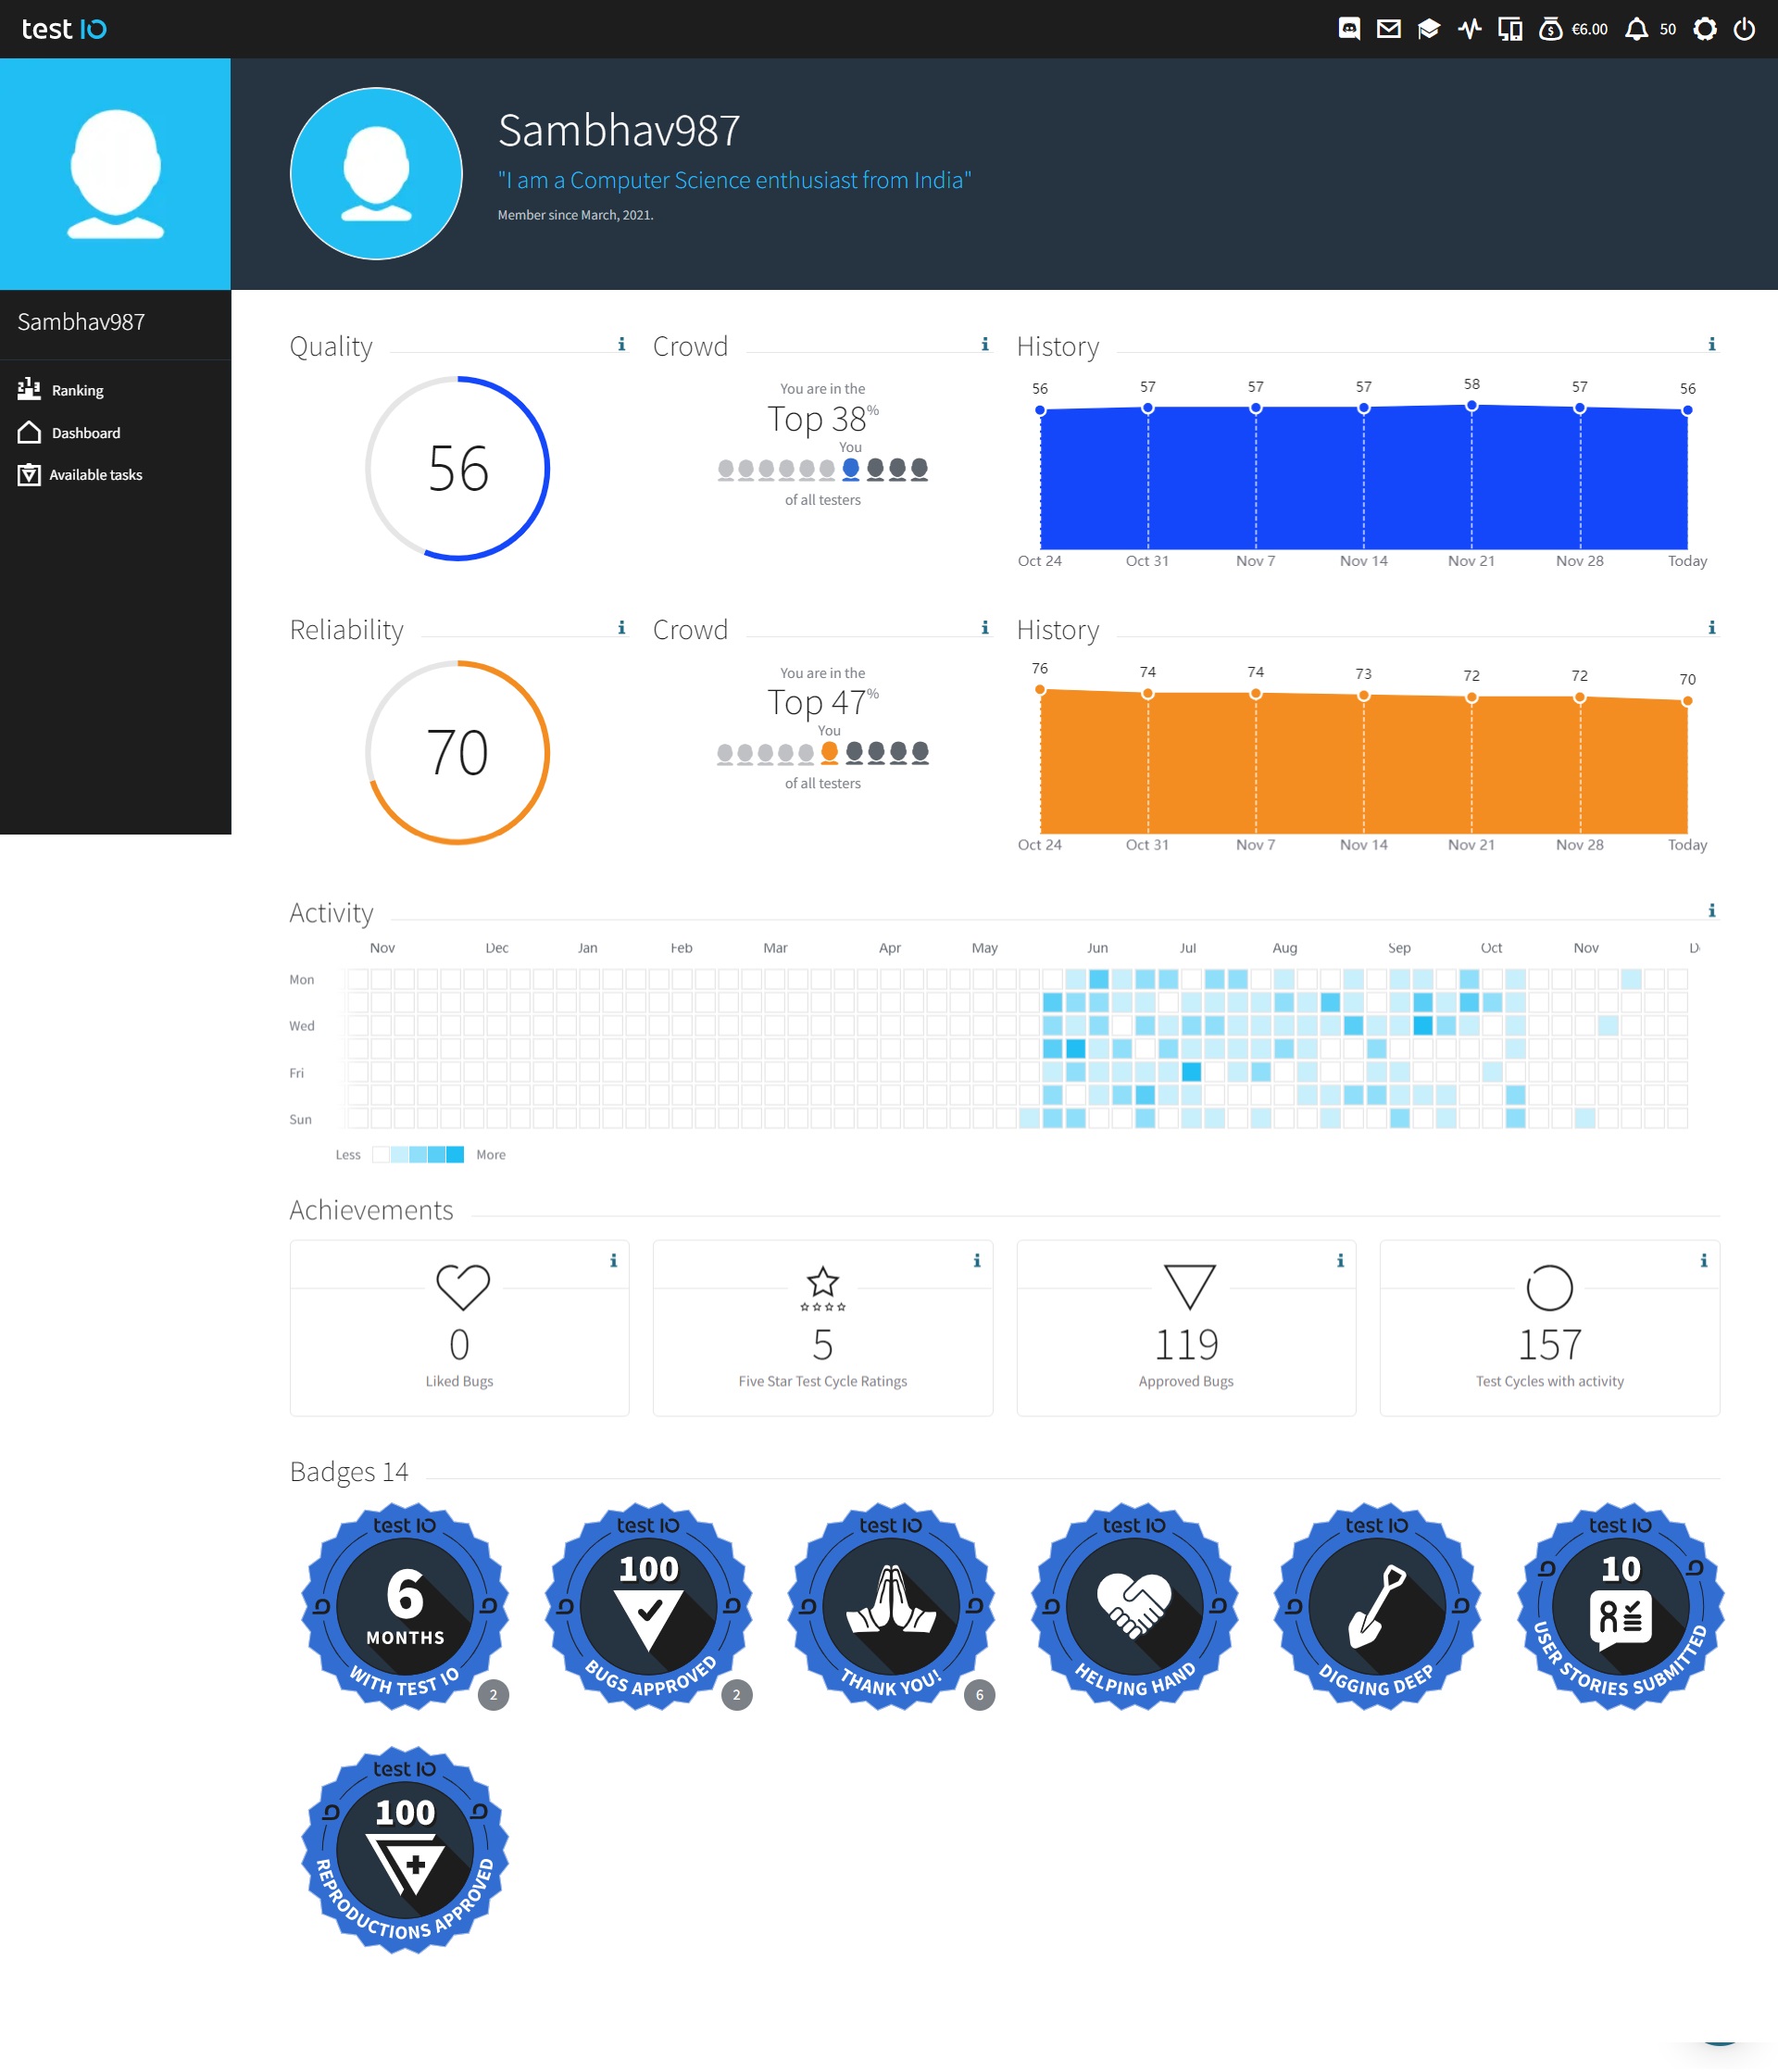 test IO
€6.00
50
Sambhav987
"I am a Computer Science enthusiast from India"
Member since March, 2021.
Sambhav987
Ranking
Dashboard
Available tasks
Quality
56
Crowd
You are in the
Top 38%
You
of all testers
History
56 57 57 57 58 57 56
Oct 24 Oct 31 Nov 7 Nov 14 Nov 21 Nov 28 Today
Reliability
70
Crowd
You are in the
Top 47%
You
of all testers
History
76 74 74 73 72 72 70
Oct 24 Oct 31 Nov 7 Nov 14 Nov 21 Nov 28 Today
Activity
Nov Dec Jan Feb Mar Apr May Jun Jul Aug Sep Oct Nov D
Mon
Wed
Fri
Sun
Less More
Achievements
0
Liked Bugs
5
Five Star Test Cycle Ratings
119
Approved Bugs
157
Test Cycles with activity
Badges 14
test IO
6
MONTHS
WITH TEST IO
2
test IO
100
BUGS APPROVED
2
test IO
THANK YOU!
6
test IO
HELPING HAND
test IO
DIGGING DEEP
test IO
10
USER STORIES SUBMITTED
test IO
100
REPRODUCTIONS APPROVED